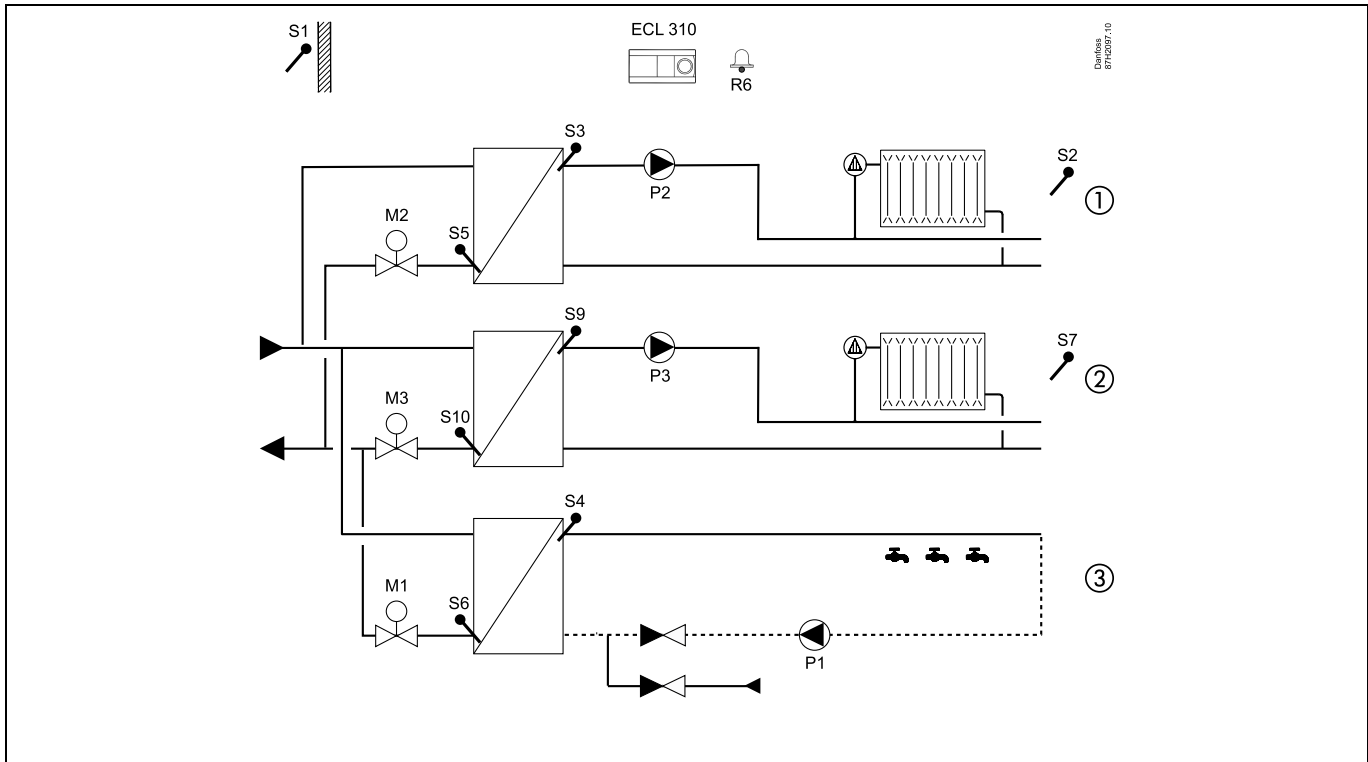 S1
ECL 310
R6
Danfoss
87H2097.10
S3
P2
S2
1
M2
S5
S9
P3
S7
2
M3
S10
S4
3
M1
S6
P1